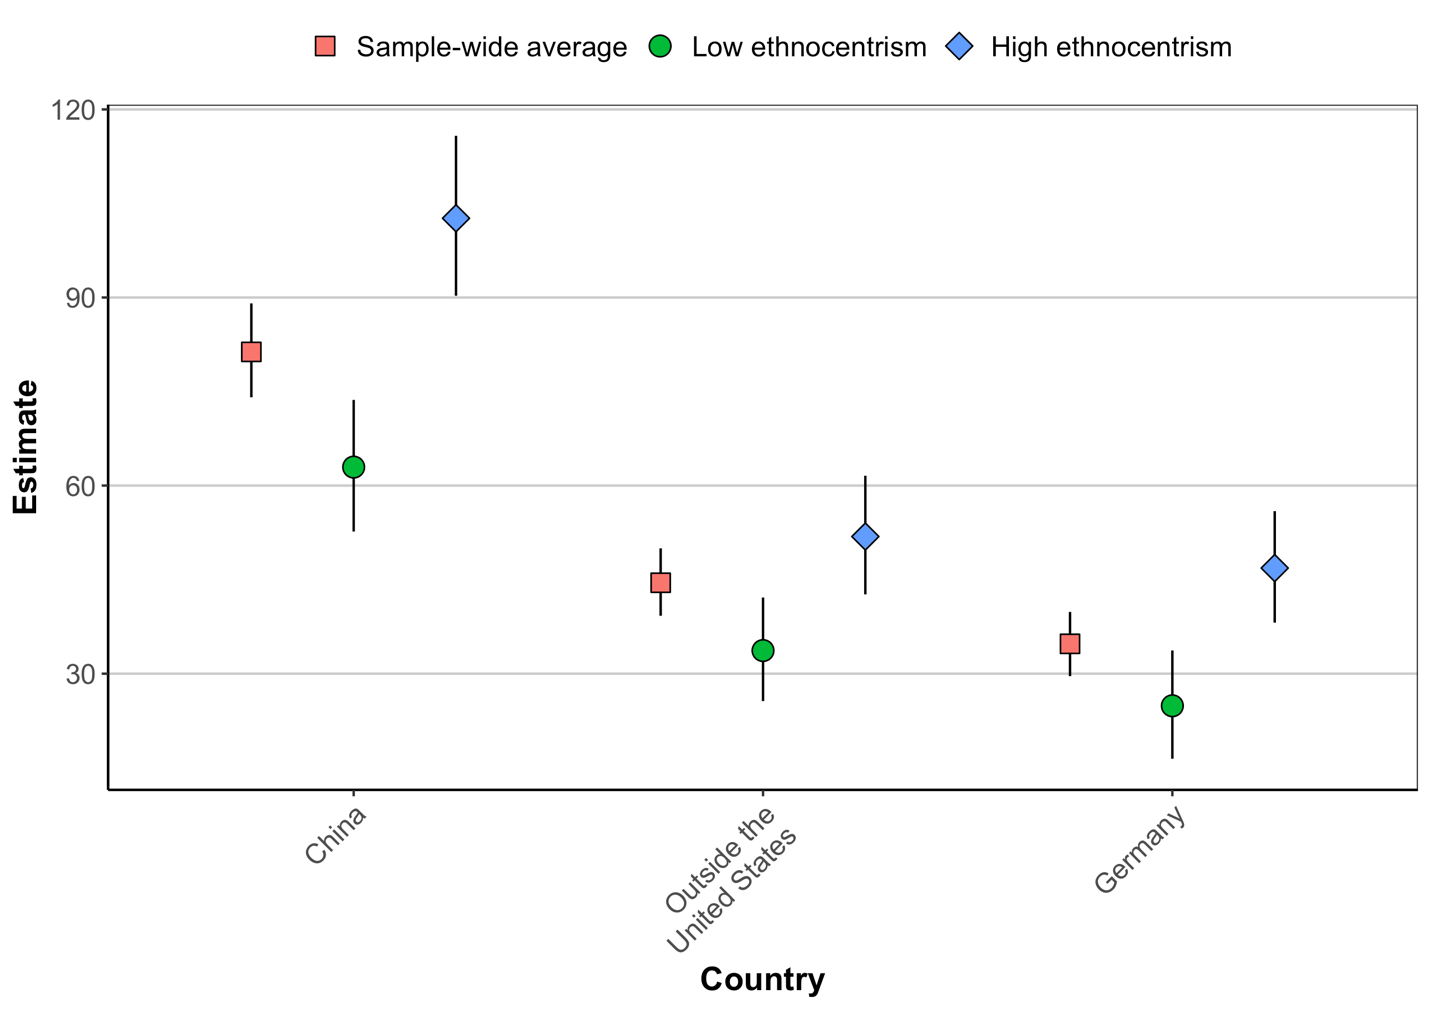 Sample-wide average Low ethnocentrism High ethnocentrism
120
90
60
30
Estimate
China
Outside the
United States
Germany
Country